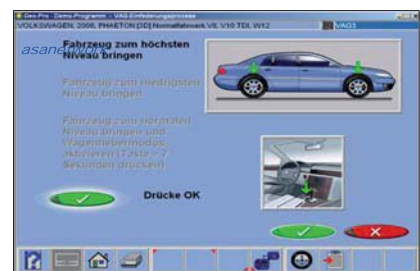 Geo-Pro - Demo-Programm - VAG-Einfederungsprozess
VOLKSWAGEN, 2008, PHAETON [3D] Normalfahrwerk V8, V10 TDI, W12
VAG3
asanetwork
Fahrzeug zum höchsten
Niveau bringen
Fahrzeug zum niedrigsten
Niveau bringen
Fahrzeug zum normalen
Niveau bringen und
Wagenhebermodus
aktivieren (Taste > 7
Sekunden drücken)
Drücke OK